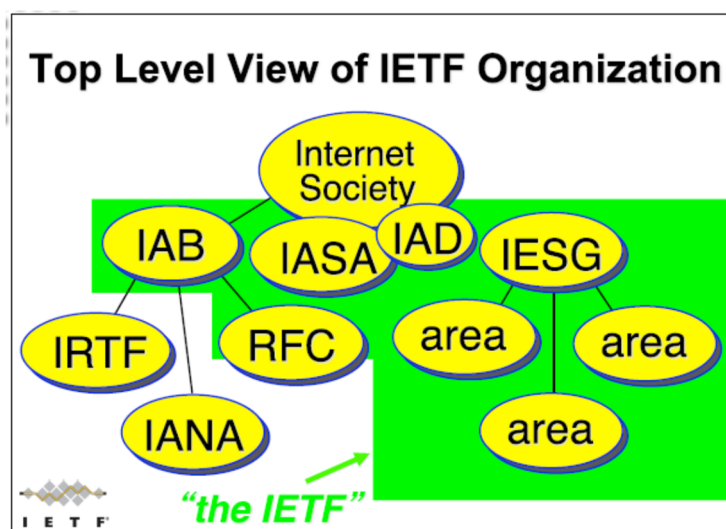 Top Level View of IETF Organization
Internet
Society
IAB
IASA
IAD
IESG
IRTF
RFC
area
area
IANA
area
"the IETF"
I E T F®